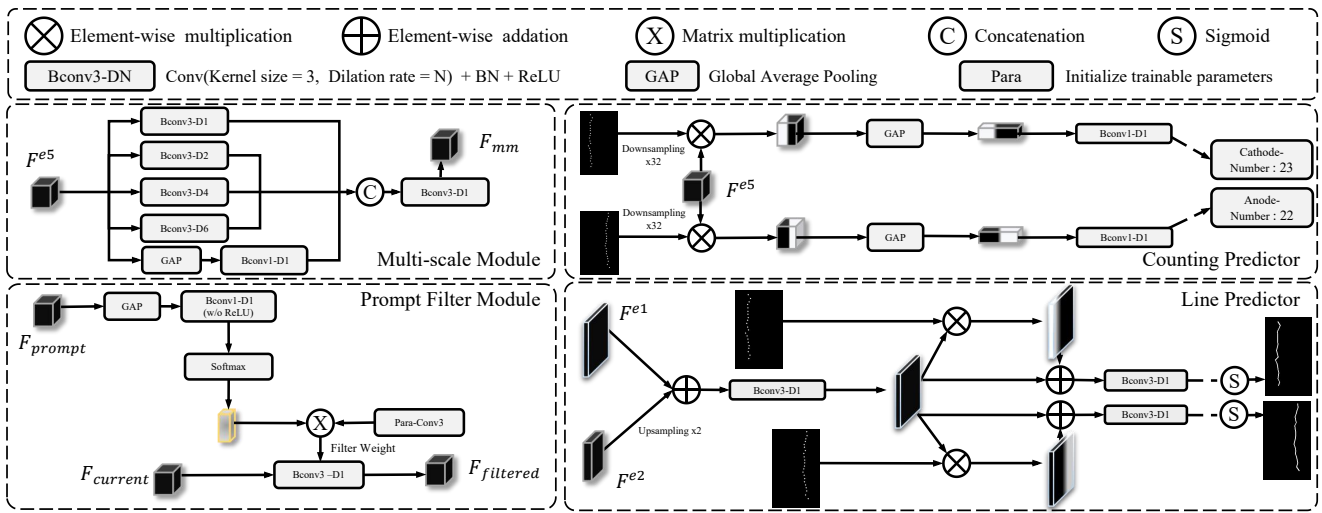 Element-wise multiplication
Element-wise addation
X
Matrix multiplication
C
Concatenation
S
Sigmoid
Bconv3-DN
Conv(Kernel size = 3, Dilation rate = N) + BN + ReLU
GAP
Global Average Pooling
Para
Initialize trainable parameters
F^{e5}
Bconv3-D1
Bconv3-D2
Bconv3-D4
Bconv3-D6
GAP
Bconv1-D1
C
Bconv3-D1
F_{mm}
Multi-scale Module
Downsampling
x32
GAP
Bconv1-D1
Cathode-
Number : 23
F^{e5}
Downsampling
x32
GAP
Bconv1-D1
Anode-
Number : 22
Counting Predictor
Prompt Filter Module
F_{prompt}
GAP
Bconv1-D1
(w/o ReLU)
Softmax
X
Para-Conv3
Filter Weight
F_{current}
Bconv3 –D1
F_{filtered}
Line Predictor
F^{e1}
F^{e2}
Upsampling x2
Bconv3-D1
Bconv3-D1
S
Bconv3-D1
S